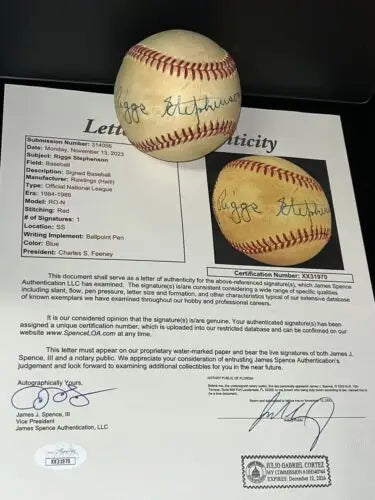 Riggs Stephenson
Lette enticity
Submission Number: 314056
Date: Monday, November 13, 2023
Subject: Riggs Stephenson
Field: Baseball
Description: Signed Baseball
Manufacturer: Rawlings (Haiti)
Type: Official National League
Era: 1984-1986
Model: RO-N
Stitching: Red
# of Signatures: 1
Location: SS
Writing Implement: Ballpoint Pen
Color: Blue
President: Charles S. Feeney
Riggs Stephens
Certification Number: XX31970
This document shall serve as a letter of authenticity for the above-referenced signature(s), which James Spence
Authentication LLC has examined. The signature(s) is/are consistent considering a wide range of specific qualities,
including slant, flow, pen pressure, letter size and formation, and other characteristics typical of our extensive database
of known exemplars we have examined throughout our hobby and professional careers.
It is our considered opinion that the signature(s) is/are genuine. Your authenticated signature(s) has been
assigned a unique certification number, which is uploaded into our restricted database and can be confirmed on our
website www.SpenceLOA.com at any time.
This letter must appear on our proprietary water-marked paper and bear the live signatures of both James J.
Spence, III and a notary public. We appreciate your consideration of entrusting James Spence Authentication's
judgement and look forward to examining additional collectibles for you in the near future.
Autographically Yours,
James J. Spence, III
Vice President
James Spence Authentication, LLC
XX31970
NOTARY PUBLIC OF FLORIDA
JULIO GABRIEL CORTEZ
MY COMMISSION #
EXPIRES: December 12, 2026